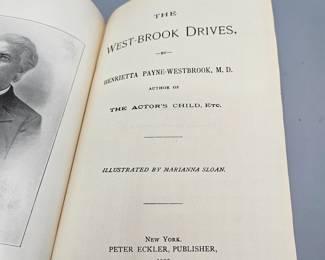 THE
WEST-BROOK DRIVES,
—BY—
HENRIETTA PAYNE-WESTBROOK, M. D.
AUTHOR OF
THE ACTOR'S CHILD, ETC.
ILLUSTRATED BY MARIANNA SLOAN.
NEW YORK.
PETER ECKLER, PUBLISHER,